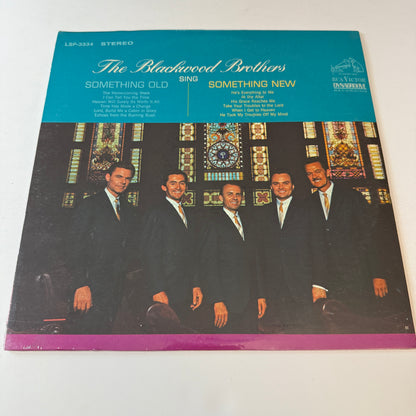 LSP-3334 STEREO
The Blackwood Brothers
SING
SOMETHING OLD
The Homecoming Week
I Can Tell You the Time
Heaven Will Surely Be Worth It All
Time Has Made a Change
Lord, Build Me a Cabin in Glory
Echoes from the Burning Bush
SOMETHING NEW
He's Everything to Me
At the Altar
His Grace Reaches Me
Take Your Troubles to the Lord
When I Get to Heaven
He Took My Troubles Off My Mind
RCA VICTOR
DYNAGROOVE